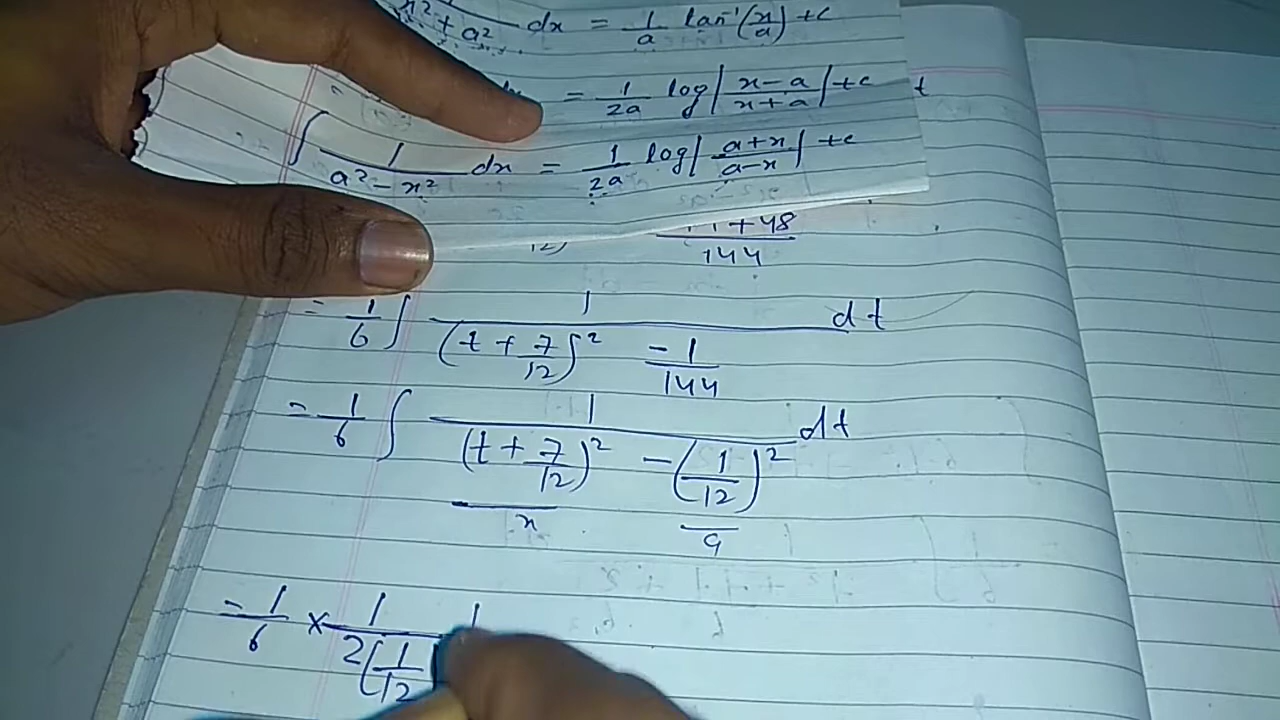 x² + a² dx = 1/a tan⁻¹(x/a) + c
dx = 1/2a log|x-a/x+a| + c t
∫ 1/a² - x² dx = 1/2a log|a+x/a-x| + c
+ 48/144
= 1/6 ∫ 1/(t + 7/12)² - 1/144 dt
= 1/6 ∫ 1/(t + 7/12)² - (1/12)² dt
x a
= 1/6 × 1/2(1/12